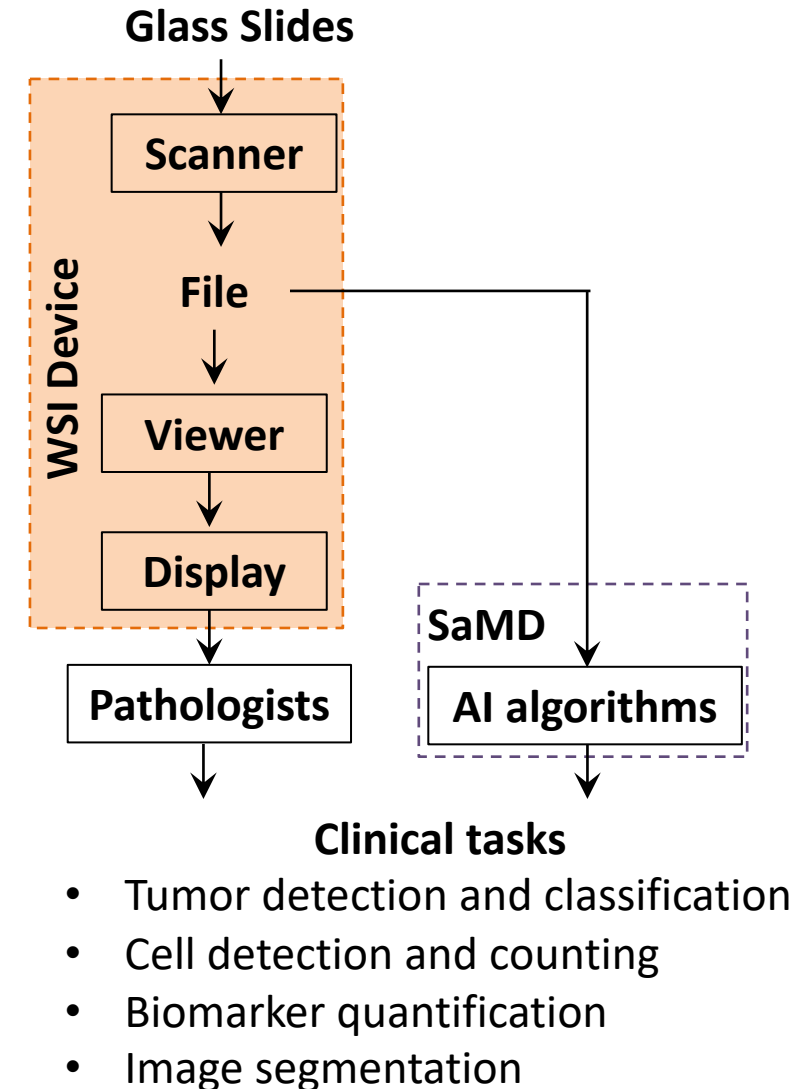 Glass Slides
Scanner
WSI Device
File
Viewer
Display
SaMD
Pathologists
AI algorithms
Clinical tasks
• Tumor detection and classification
• Cell detection and counting
• Biomarker quantification
• Image segmentation